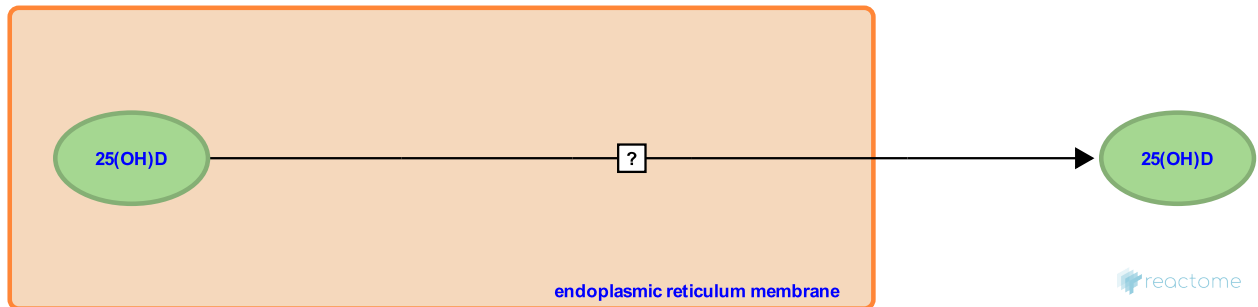 25(OH)D
?
25(OH)D
endoplasmic reticulum membrane
reactome